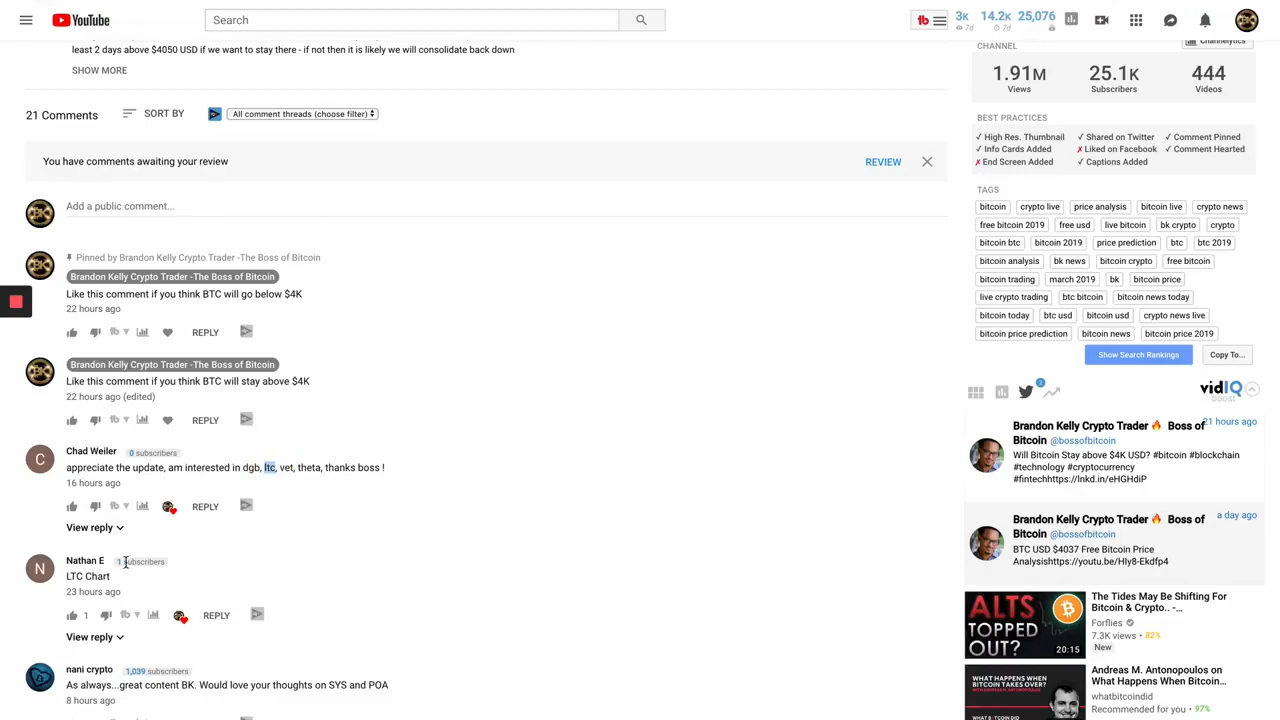 YouTube
Search
3K 14.2K 25,076
7d 7d
least 2 days above $4050 USD if we want to stay there - if not then it is likely we will consolidate back down
SHOW MORE
21 Comments
SORT BY
All comment threads (choose filter)
You have comments awaiting your review
REVIEW
Add a public comment...
Pinned by Brandon Kelly Crypto Trader -The Boss of Bitcoin
Brandon Kelly Crypto Trader -The Boss of Bitcoin
Like this comment if you think BTC will go below $4K
22 hours ago
REPLY
Brandon Kelly Crypto Trader -The Boss of Bitcoin
Like this comment if you think BTC will stay above $4K
22 hours ago (edited)
REPLY
C
Chad Weiler 0 subscribers
appreciate the update, am interested in dgb, ltc, vet, theta, thanks boss !
16 hours ago
REPLY
View reply
N
Nathan E 1 subscribers
LTC Chart
23 hours ago
1 REPLY
View reply
nani crypto 1,039 subscribers
As always...great content BK. Would love your thoughts on SYS and POA
8 hours ago
CHANNEL
Channelytics
1.91M 25.1K 444
Views Subscribers Videos
BEST PRACTICES
✓ High Res. Thumbnail ✓ Shared on Twitter ✓ Comment Pinned
✓ Info Cards Added ✗ Liked on Facebook ✓ Comment Hearted
✗ End Screen Added ✓ Captions Added
TAGS
bitcoin crypto live price analysis bitcoin live crypto news
free bitcoin 2019 free usd live bitcoin bk crypto crypto
bitcoin btc bitcoin 2019 price prediction btc btc 2019
bitcoin analysis bk news bitcoin crypto free bitcoin
bitcoin trading march 2019 bk bitcoin price
live crypto trading btc bitcoin bitcoin news today
bitcoin today btc usd bitcoin usd crypto news live
bitcoin price prediction bitcoin news bitcoin price 2019
Show Search Rankings Copy To...
3
vidIQ
boost
Brandon Kelly Crypto Trader 🔥 Boss of 21 hours ago
Bitcoin @bossofbitcoin
Will Bitcoin Stay above $4K USD? #bitcoin #blockchain
#technology #cryptocurrency
#fintechhttps://lnkd.in/eHGHdiP
Brandon Kelly Crypto Trader 🔥 Boss of a day ago
Bitcoin @bossofbitcoin
BTC USD $4037 Free Bitcoin Price
Analysishttps://youtu.be/HIy8-Ekdfp4
ALTS
TOPPED
OUT?
20:15
The Tides May Be Shifting For
Bitcoin & Crypto.. -...
Forflies
7.3K views • 82%
New
WHAT HAPPENS WHEN
BITCOIN TAKES OVER?
Andreas M. Antonopoulos on
What Happens When Bitcoin...
whatbitcoindid
Recommended for you • 97%